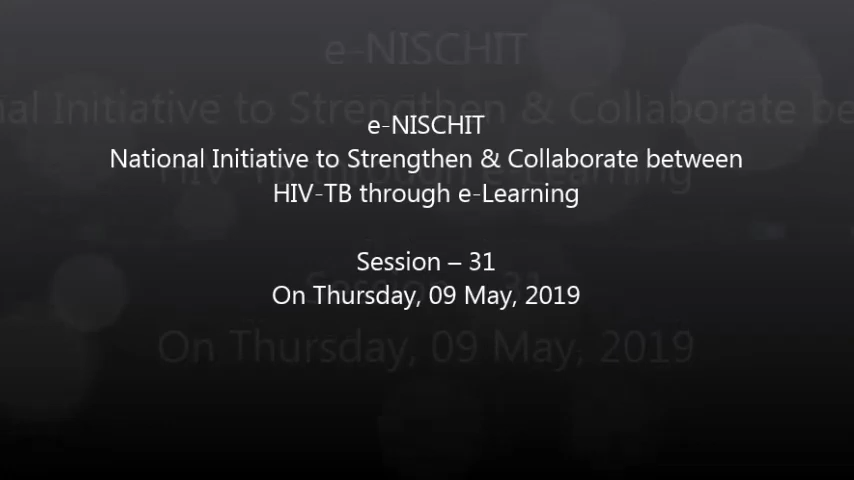 e-NISCHIT
National Initiative to Strengthen & Collaborate between
HIV-TB through e-Learning
Session – 31
On Thursday, 09 May, 2019